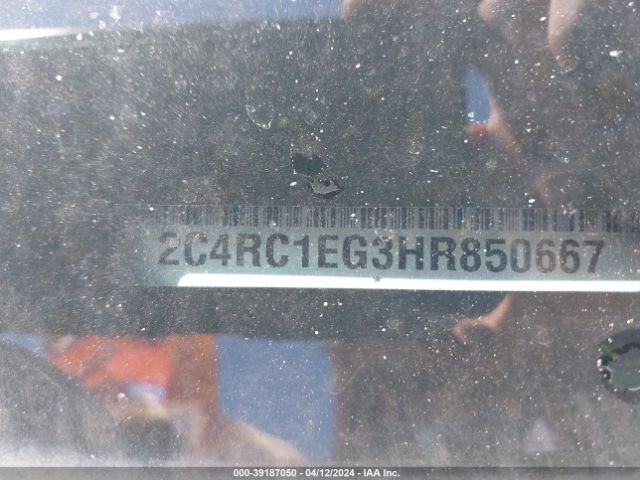 2C4RC1EG3HR850667
000-39187050 - 04/12/2024 - IAA Inc.